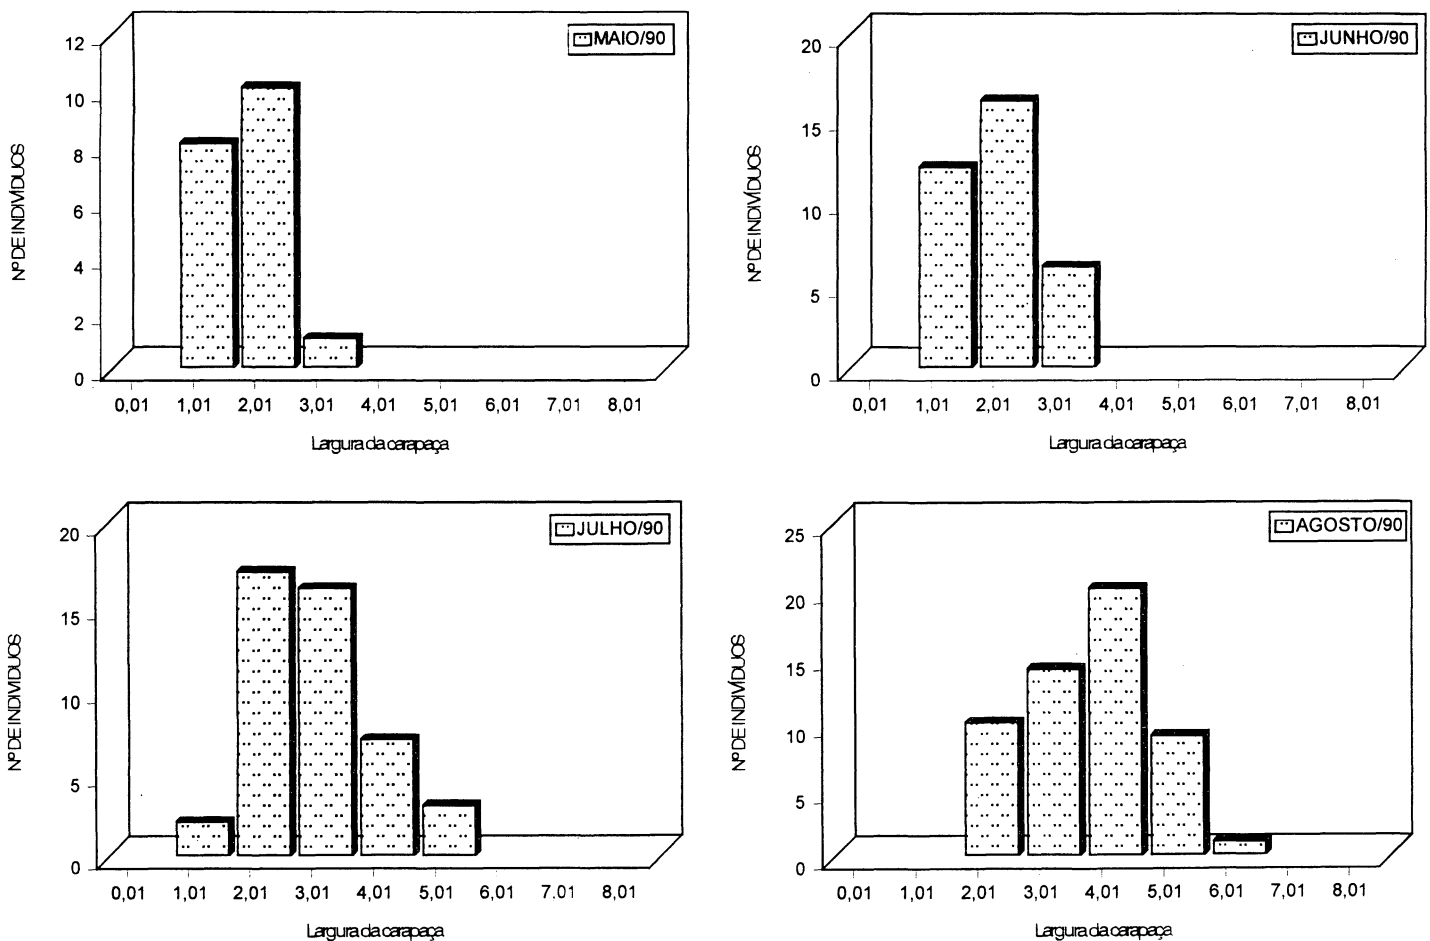 MAIO/90
12
10
8
6
4
2
0
Nº DE INDIVÍDUOS
0,01 1,01 2,01 3,01 4,01 5,01 6,01 7,01 8,01
Largura da carapaça
JUNHO/90
20
15
10
5
0
Nº DE INDIVÍDUOS
0,01 1,01 2,01 3,01 4,01 5,01 6,01 7,01 8,01
Largura da carapaça
JULHO/90
20
15
10
5
0
Nº DE INDIVÍDUOS
0,01 1,01 2,01 3,01 4,01 5,01 6,01 7.01 8,01
Largura da carapaça
AGOSTO/90
25
20
15
10
5
0
Nº DE INDIVÍDUOS
0,01 1,01 2,01 3,01 4,01 5,01 6,01 7,01 8,01
Largura da carapaça